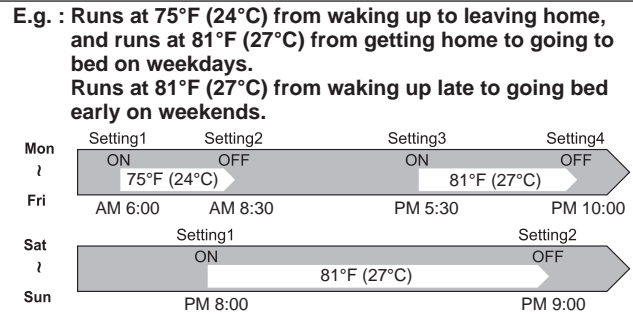 E.g. : Runs at 75°F (24°C) from waking up to leaving home,
and runs at 81°F (27°C) from getting home to going to
bed on weekdays.
Runs at 81°F (27°C) from waking up late to going bed
early on weekends.
Setting1 Setting2 Setting3 Setting4
Mon
~
Fri
ON OFF ON OFF
75°F (24°C) 81°F (27°C)
AM 6:00 AM 8:30 PM 5:30 PM 10:00
Setting1 Setting2
Sat
~
Sun
ON OFF
81°F (27°C)
PM 8:00 PM 9:00